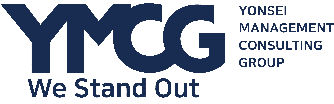 YMCG
YONSEI
MANAGEMENT
CONSULTING
GROUP
We Stand Out